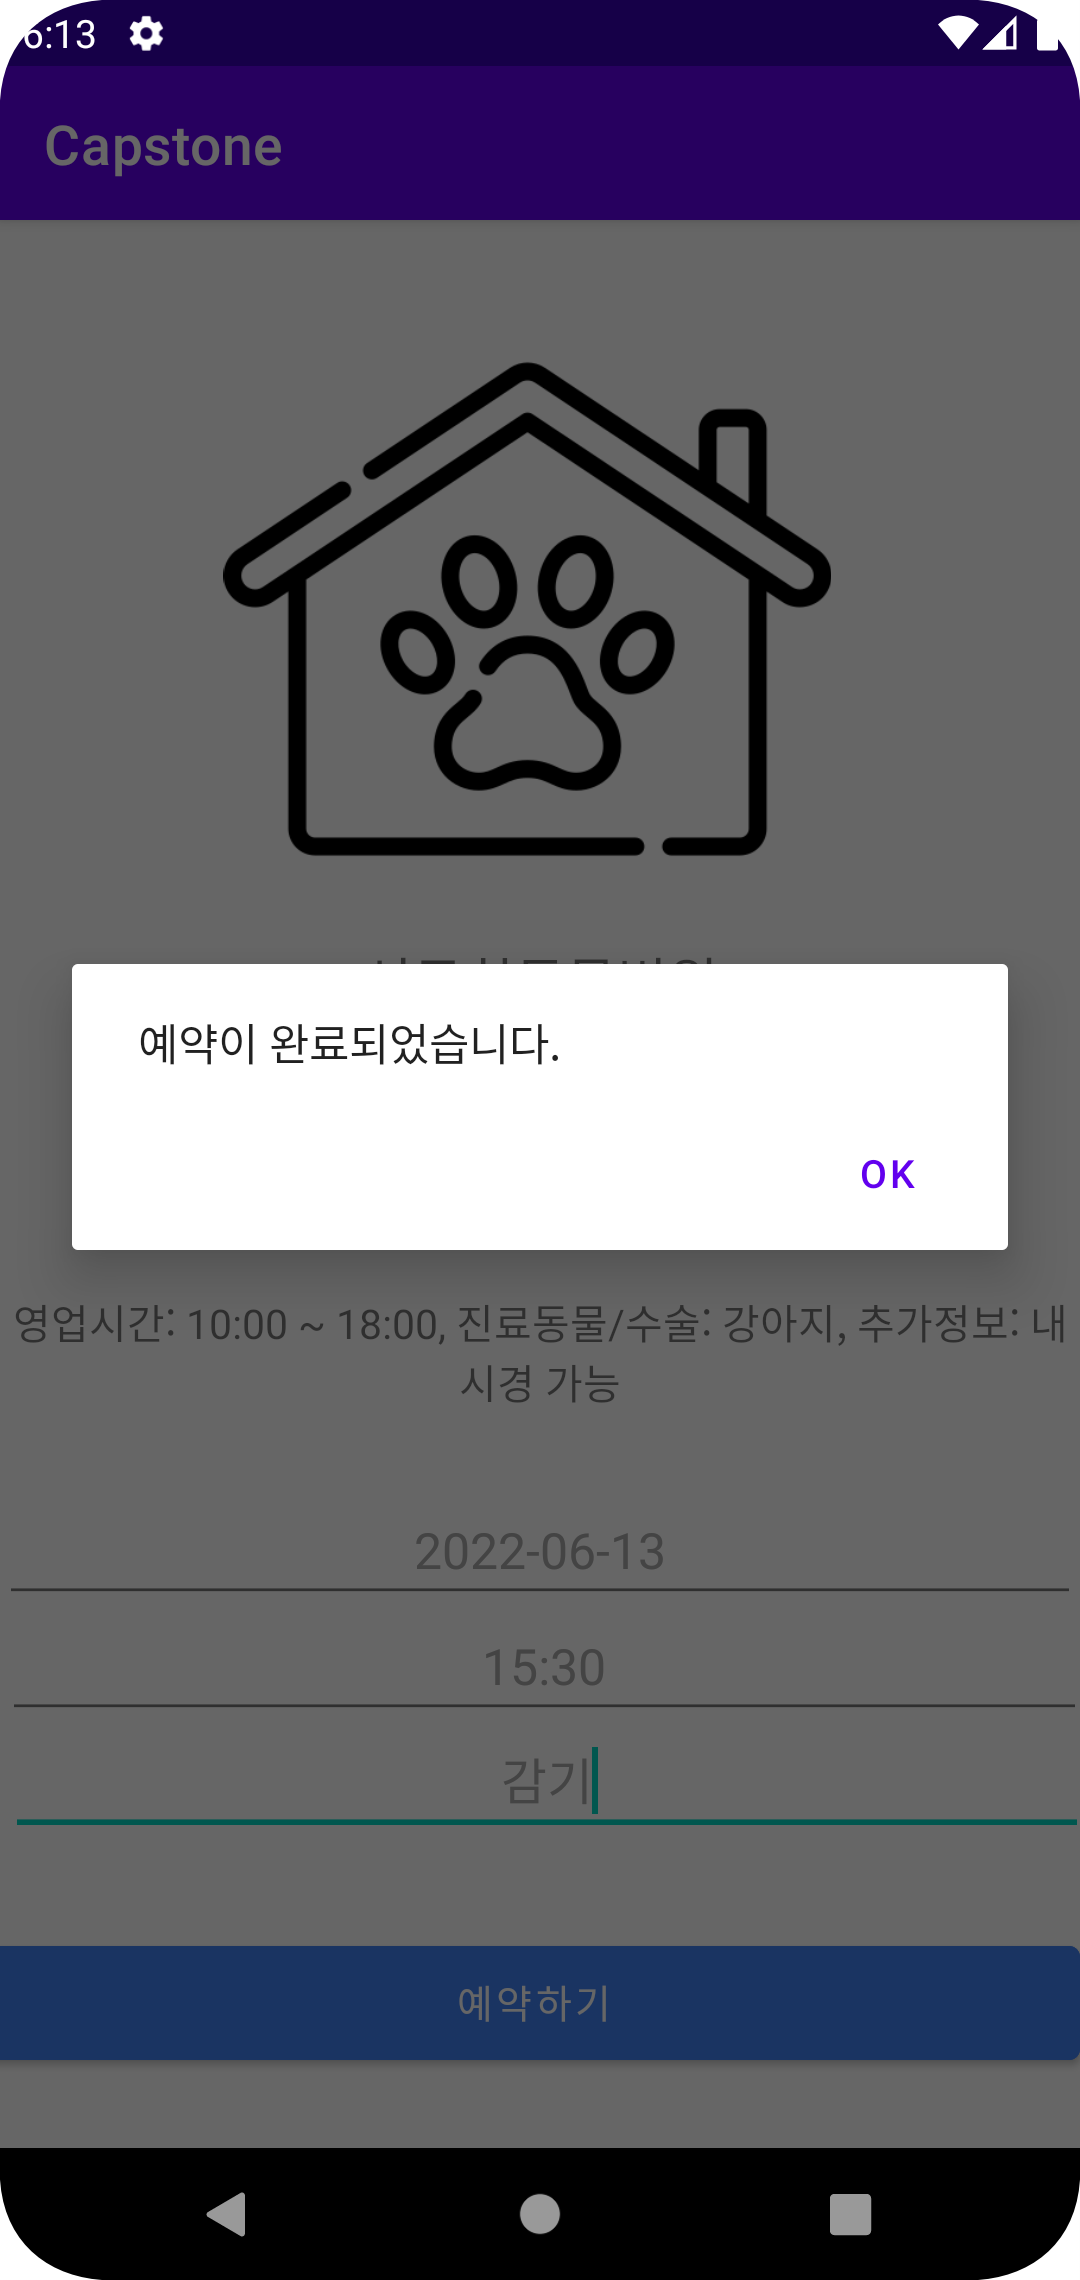 6:13
Capstone
예약이 완료되었습니다.
OK
영업시간: 10:00 ~ 18:00, 진료동물/수술: 강아지, 추가정보: 내
시경 가능
2022-06-13
15:30
감기
예약하기